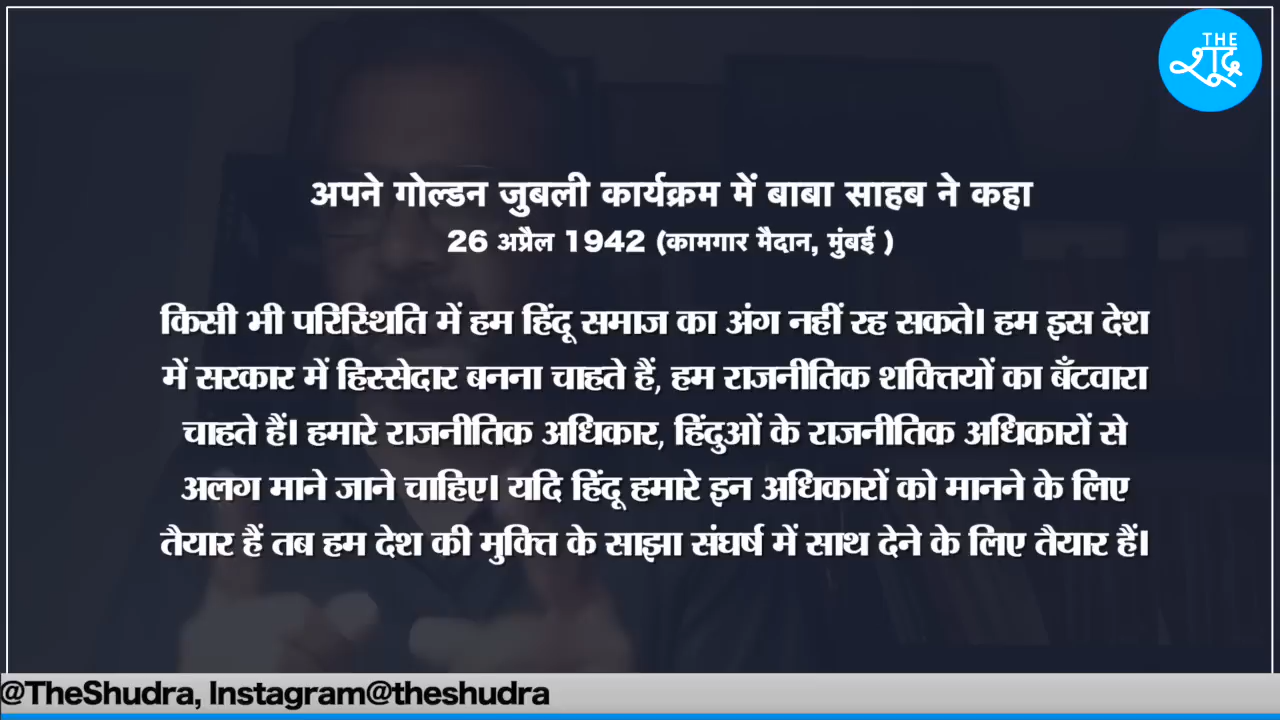 THE
शूद्र
अपने गोल्डन जुबली कार्यक्रम में बाबा साहब ने कहा
26 अप्रैल 1942 (कामगार मैदान, मुंबई )
किसी भी परिस्थिति में हम हिंदू समाज का अंग नहीं रह सकते। हम इस देश
में सरकार में हिस्सेदार बनना चाहते हैं, हम राजनीतिक शक्तियों का बँटवारा
चाहते हैं। हमारे राजनीतिक अधिकार, हिंदुओं के राजनीतिक अधिकारों से
अलग माने जाने चाहिए। यदि हिंदू हमारे इन अधिकारों को मानने के लिए
तैयार हैं तब हम देश की मुक्ति के साझा संघर्ष में साथ देने के लिए तैयार हैं।
@TheShudra, Instagram@theshudra